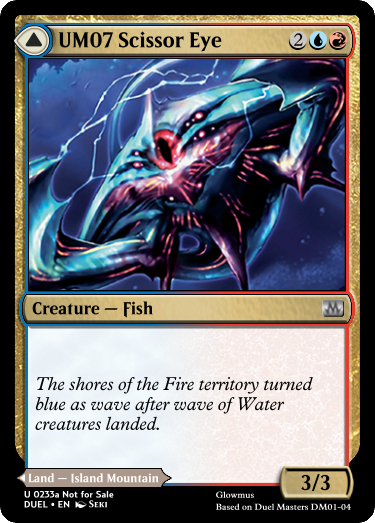 UM07 Scissor Eye 2
Creature — Fish
The shores of the Fire territory turned
blue as wave after wave of Water
creatures landed.
Land — Island Mountain
3/3
U 0233a Not for Sale
DUEL • EN Seki
Glowmus
Based on Duel Masters DM01-04